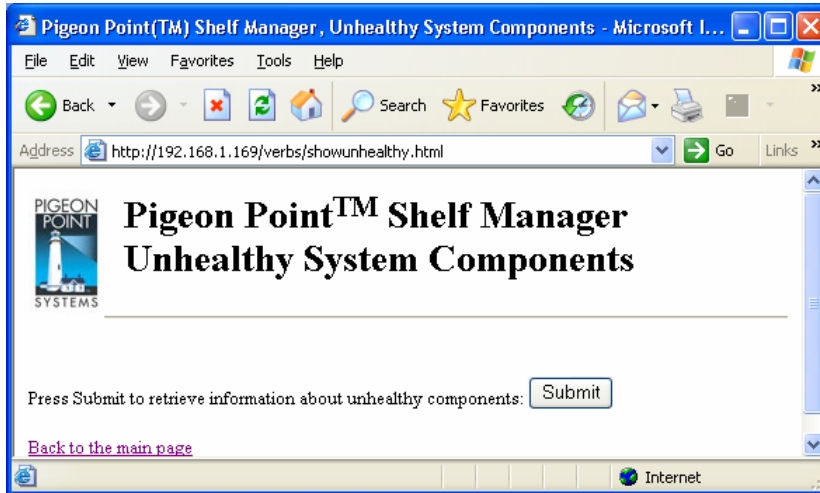 Pigeon Point(TM) Shelf Manager, Unhealthy System Components - Microsoft I...
File Edit View Favorites Tools Help
Back Search Favorites »
Address http://192.168.1.169/verbs/showunhealthy.html Go Links »
PIGEON
POINT
SYSTEMS
Pigeon Point™ Shelf Manager
Unhealthy System Components
Press Submit to retrieve information about unhealthy components: Submit
Back to the main page
Internet